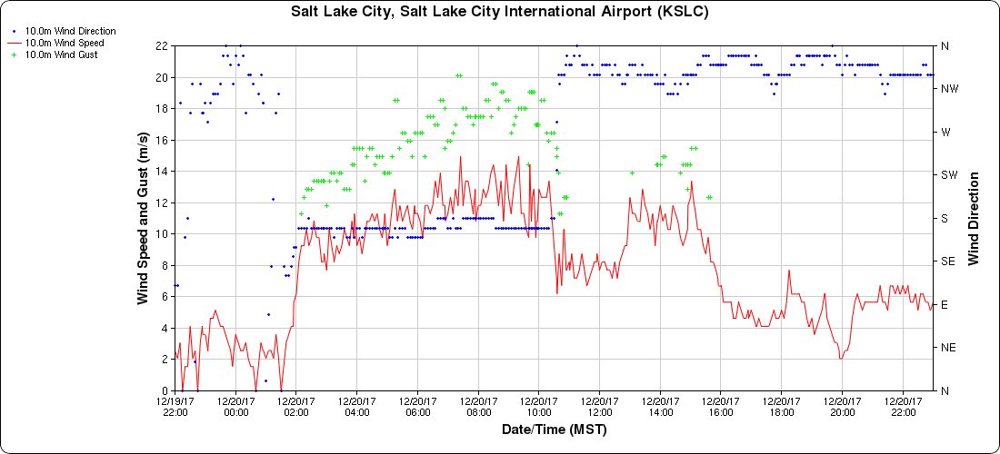 Salt Lake City, Salt Lake City International Airport (KSLC)
10.0m Wind Direction
10.0m Wind Speed
10.0m Wind Gust
22 N
20
NW
18
16 W
14
SW
12
S
10
8 SE
6 E
4
NE
2
0 N
Wind Speed and Gust (m/s)
Wind Direction
12/19/17 12/20/17 12/20/17 12/20/17 12/20/17 12/20/17 12/20/17 12/20/17 12/20/17 12/20/17 12/20/17 12/20/17 12/20/17
22:00 00:00 02:00 04:00 06:00 08:00 10:00 12:00 14:00 16:00 18:00 20:00 22:00
Date/Time (MST)